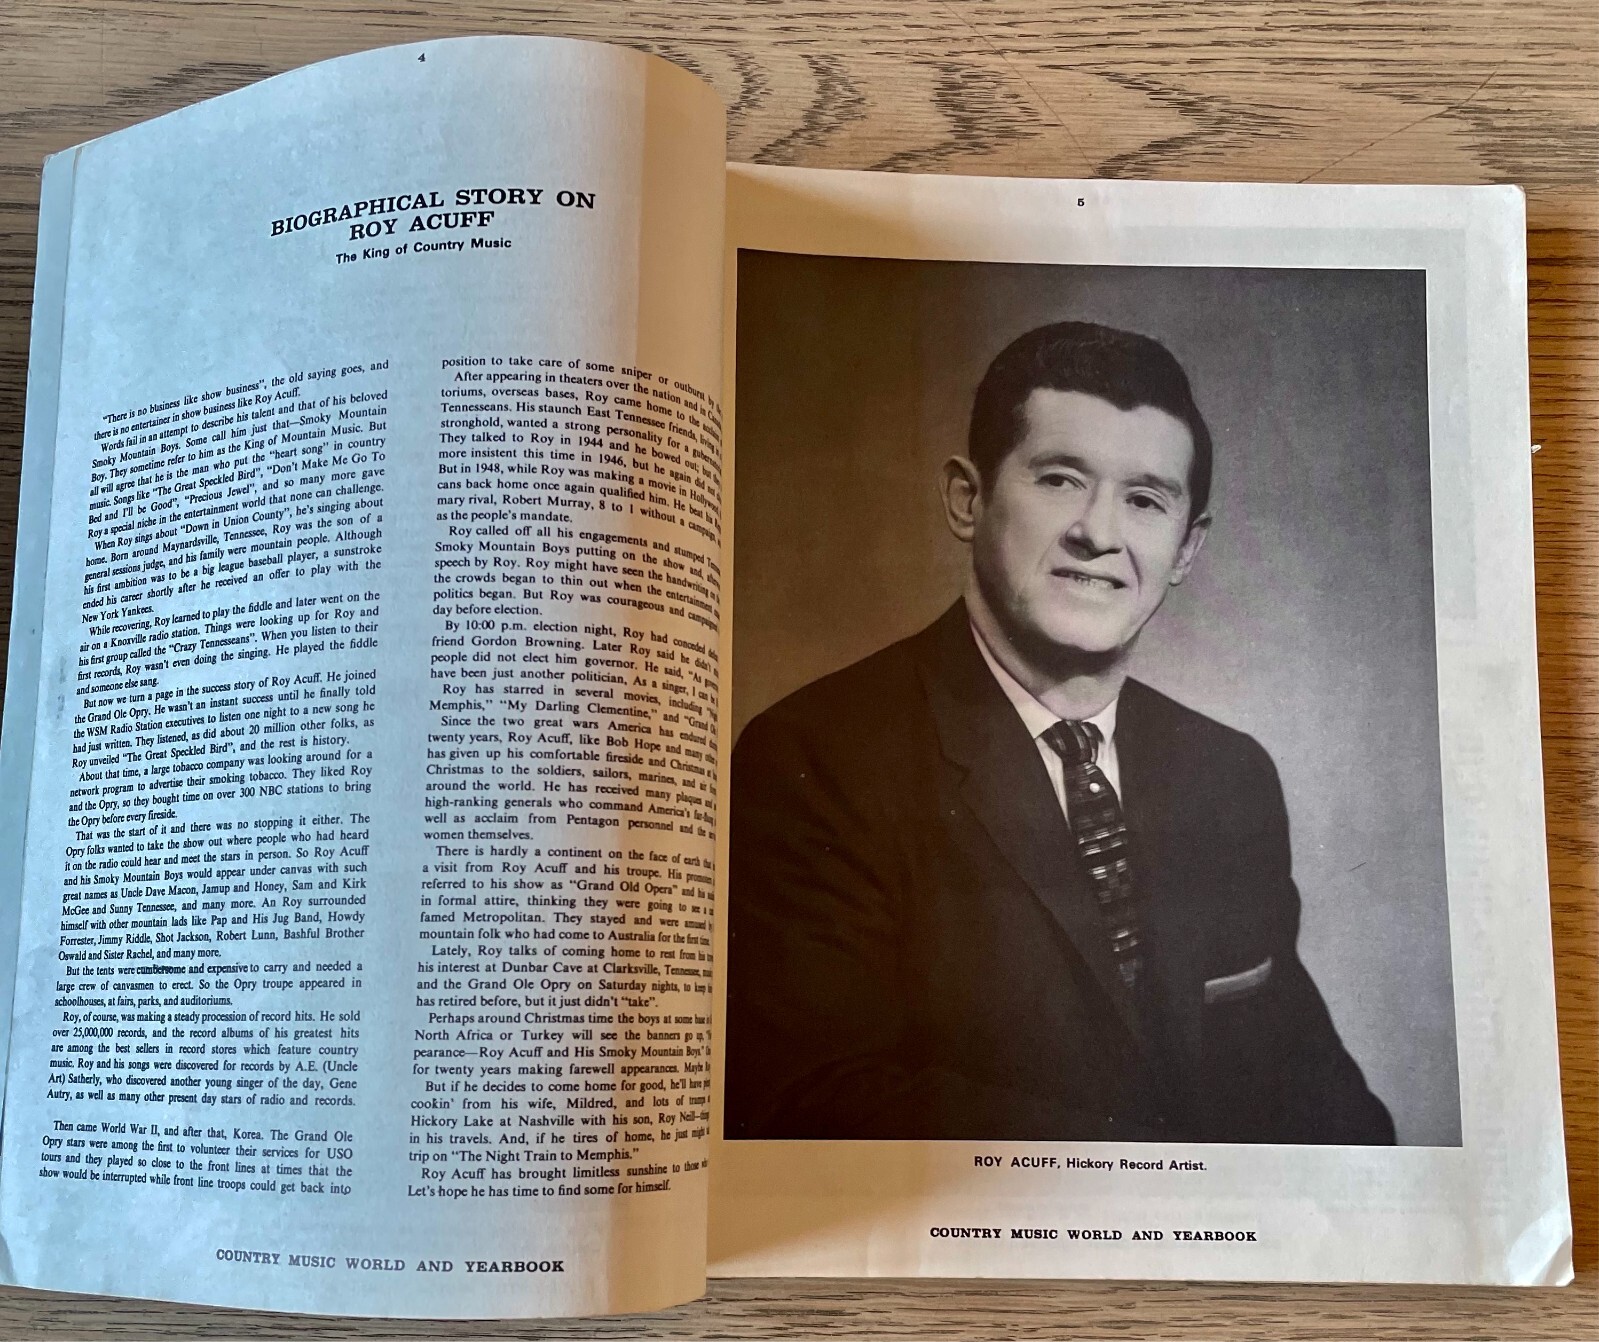 4
BIOGRAPHICAL STORY ON
ROY ACUFF
The King of Country Music
"There is no business like show business", the old saying goes, and
there is no entertainer in show business like Roy Acuff.
Words fail in an attempt to describe his talent and that of his beloved
Smoky Mountain Boys. Some call him just that—Smoky Mountain
Boy. They sometime refer to him as the King of Mountain Music. But
all will agree that he is the man who put the "heart song" in country
music. Songs like "The Great Speckled Bird", "Don't Make Me Go To
Bed and I'll be Good", "Precious Jewel", and so many more gave
Roy a special niche in the entertainment world that none can challenge.
When Roy sings about "Down in Union County", he's singing about
home. Born around Maynardsville, Tennessee, Roy was the son of a
general sessions judge, and his family were mountain people. Although
his first ambition was to be a big league baseball player, a sunstroke
ended his career shortly after he received an offer to play with the
New York Yankees.
While recovering, Roy learned to play the fiddle and later went on the
air on a Knoxville radio station. Things were looking up for Roy and
his first group called the "Crazy Tennesseans". When you listen to their
first records, Roy wasn't even doing the singing. He played the fiddle
and someone else sang.
But now we turn a page in the success story of Roy Acuff. He joined
the Grand Ole Opry. He wasn't an instant success until he finally told
the WSM Radio Station executives to listen one night to a new song he
had just written. They listened, as did about 20 million other folks, as
Roy unveiled "The Great Speckled Bird", and the rest is history.
About that time, a large tobacco company was looking around for a
network program to advertise their smoking tobacco. They liked Roy
and the Opry, so they bought time on over 300 NBC stations to bring
the Opry before every fireside.
That was the start of it and there was no stopping it either. The
Opry folks wanted to take the show out where people who had heard
it on the radio could hear and meet the stars in person. So Roy Acuff
and his Smoky Mountain Boys would appear under canvas with such
great names as Uncle Dave Macon, Jamup and Honey, Sam and Kirk
McGee and Sunny Tennessee, and many more. An Roy surrounded
himself with other mountain lads like Pap and His Jug Band, Howdy
Forrester, Jimmy Riddle, Shot Jackson, Robert Lunn, Bashful Brother
Oswald and Sister Rachel, and many more.
But the tents were cumbersome and expensive to carry and needed a
large crew of canvasmen to erect. So the Opry troupe appeared in
schoolhouses, at fairs, parks, and auditoriums.
Roy, of course, was making a steady procession of record hits. He sold
over 25,000,000 records, and the record albums of his greatest hits
are among the best sellers in record stores which feature country
music. Roy and his songs were discovered for records by A.E. (Uncle
Art) Satherly, who discovered another young singer of the day, Gene
Autry, as well as many other present day stars of radio and records.
Then came World War II, and after that, Korea. The Grand Ole
Opry stars were among the first to volunteer their services for USO
tours and they played so close to the front lines at times that the
show would be interrupted while front line troops could get back into
position to take care of some sniper or outburst by
After appearing in theaters over the nation and in
toriums, overseas bases, Roy came home to the
Tennesseans. His staunch East Tennessee friends, living
stronghold, wanted a strong personality for a
They talked to Roy in 1944 and he bowed out;
more insistent this time in 1946, but he again did
But in 1948, while Roy was making a movie in Hollywood,
cans back home once again qualified him. He beat his
mary rival, Robert Murray, 8 to 1 without a campaign,
as the people's mandate.
Roy called off all his engagements and stumped
Smoky Mountain Boys putting on the show and,
speech by Roy. Roy might have seen the handwriting
the crowds began to thin out when the entertainment
politics began. But Roy was courageous and
day before election.
By 10:00 p.m. election night, Roy had conceded
friend Gordon Browning. Later Roy said he didn't
people did not elect him governor. He said, "As
have been just another politician, As a singer, I can
Roy has starred in several movies, including
Memphis," "My Darling Clementine," and "Grand
Since the two great wars America has endured
twenty years, Roy Acuff, like Bob Hope and many
has given up his comfortable fireside and Christmas
Christmas to the soldiers, sailors, marines, and air
around the world. He has received many plaques
high-ranking generals who command America's
well as acclaim from Pentagon personnel and the
women themselves.
There is hardly a continent on the face of earth
a visit from Roy Acuff and his troupe. His
referred to his show as "Grand Old Opera" and his
in formal attire, thinking they were going to see a
famed Metropolitan. They stayed and were amused
mountain folk who had come to Australia for the first time.
Lately, Roy talks of coming home to rest from his
his interest at Dunbar Cave at Clarksville, Tennessee,
and the Grand Ole Opry on Saturday nights, to keep
has retired before, but it just didn't "take".
Perhaps around Christmas time the boys at some base
North Africa or Turkey will see the banners go up,
pearance—Roy Acuff and His Smoky Mountain Boys."
for twenty years making farewell appearances. Maybe
But if he decides to come home for good, he'll have
cookin' from his wife, Mildred, and lots of
Hickory Lake at Nashville with his son, Roy Neill
in his travels. And, if he tires of home, he just might
trip on "The Night Train to Memphis."
Roy Acuff has brought limitless sunshine to those
Let's hope he has time to find some for himself.
COUNTRY MUSIC WORLD AND YEARBOOK
5
ROY ACUFF, Hickory Record Artist.
COUNTRY MUSIC WORLD AND YEARBOOK